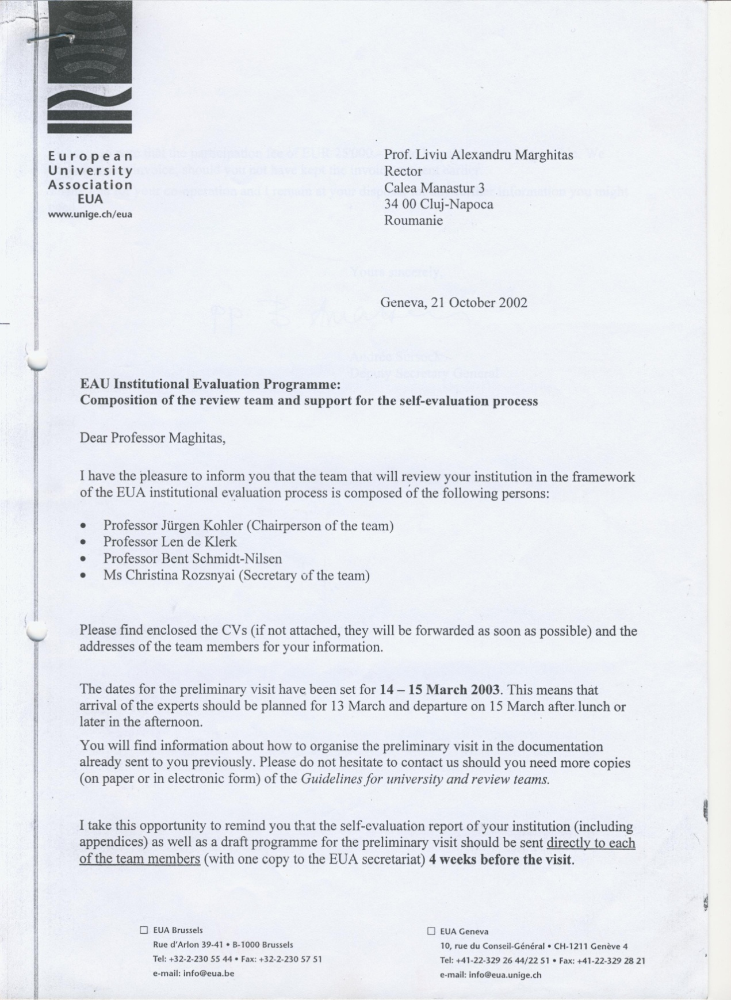 European
University
Association
EUA
www.unige.ch/eua
Prof. Liviu Alexandru Marghitas
Rector
Calea Manastur 3
34 00 Cluj-Napoca
Roumanie
Yours sincerely,
Geneva, 21 October 2002
Deputy Secretary General
EAU Institutional Evaluation Programme:
Composition of the review team and support for the self-evaluation process
Dear Professor Maghitas,
I have the pleasure to inform you that the team that will review your institution in the framework
of the EUA institutional evaluation process is composed of the following persons:
• Professor Jürgen Kohler (Chairperson of the team)
• Professor Len de Klerk
• Professor Bent Schmidt-Nilsen
• Ms Christina Rozsnyai (Secretary of the team)
Please find enclosed the CVs (if not attached, they will be forwarded as soon as possible) and the
addresses of the team members for your information.
The dates for the preliminary visit have been set for 14 – 15 March 2003. This means that
arrival of the experts should be planned for 13 March and departure on 15 March after lunch or
later in the afternoon.
You will find information about how to organise the preliminary visit in the documentation
already sent to you previously. Please do not hesitate to contact us should you need more copies
(on paper or in electronic form) of the Guidelines for university and review teams.
I take this opportunity to remind you that the self-evaluation report of your institution (including
appendices) as well as a draft programme for the preliminary visit should be sent directly to each
of the team members (with one copy to the EUA secretariat) 4 weeks before the visit.
EUA Brussels
Rue d'Arlon 39-41 • B-1000 Brussels
Tel: +32-2-230 55 44 • Fax: +32-2-230 57 51
e-mail: info@eua.be
EUA Geneva
10, rue du Conseil-Général • CH-1211 Genève 4
Tel: +41-22-329 26 44/22 51 • Fax: +41-22-329 28 21
e-mail: info@eua.unige.ch